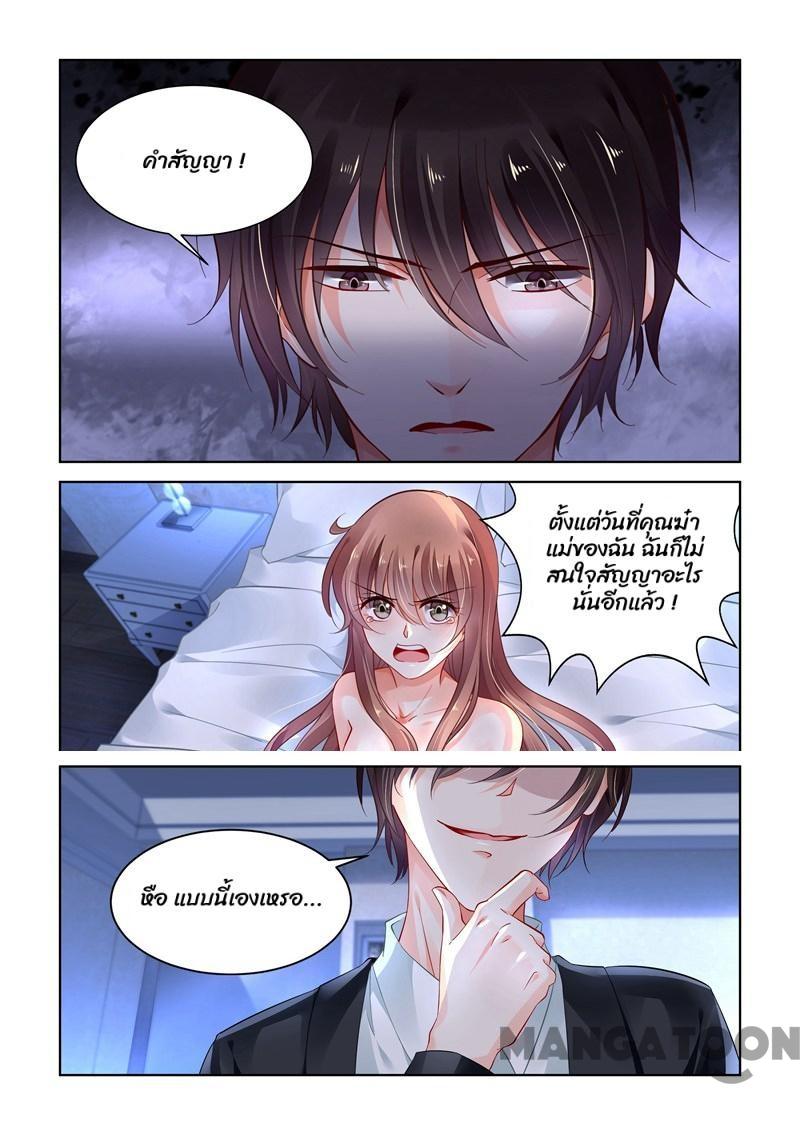 คำสัญญา !
ตั้งแต่วันที่คุณฆ่า
แม่ของฉัน ฉันก็ไม่
สนใจสัญญาอะไร
นั่นอีกแล้ว !
หือ แบบนี้เองเหรอ...
MANGATOON